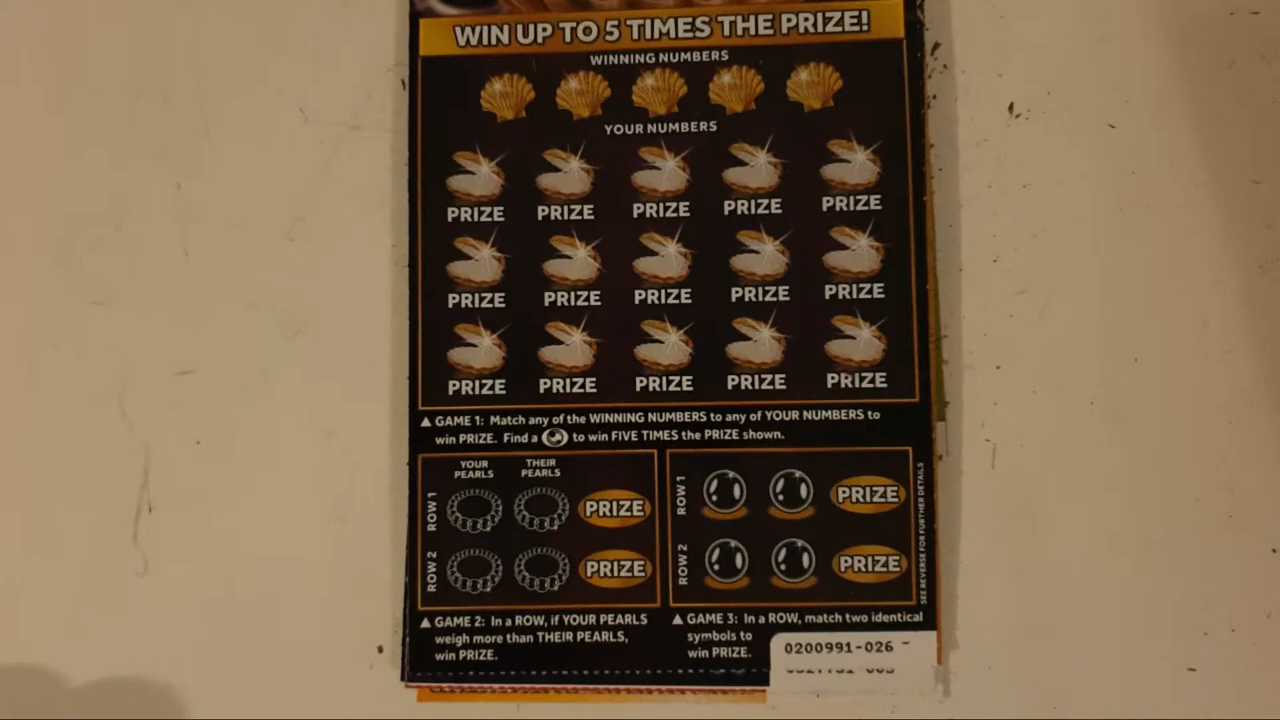 WIN UP TO 5 TIMES THE PRIZE!
WINNING NUMBERS
YOUR NUMBERS
PRIZE PRIZE PRIZE PRIZE PRIZE
PRIZE PRIZE PRIZE PRIZE PRIZE
PRIZE PRIZE PRIZE PRIZE PRIZE
▲ GAME 1: Match any of the WINNING NUMBERS to any of YOUR NUMBERS to
win PRIZE. Find a to win FIVE TIMES the PRIZE shown.
YOUR PEARLS
THEIR PEARLS
ROW 1 PRIZE
ROW 2 PRIZE
▲ GAME 2: In a ROW, if YOUR PEARLS
weigh more than THEIR PEARLS,
win PRIZE.
ROW 1 PRIZE
ROW 2 PRIZE
SEE REVERSE FOR FURTHER DETAILS
▲ GAME 3: In a ROW, match two identical
symbols to
win PRIZE.
0200991-026